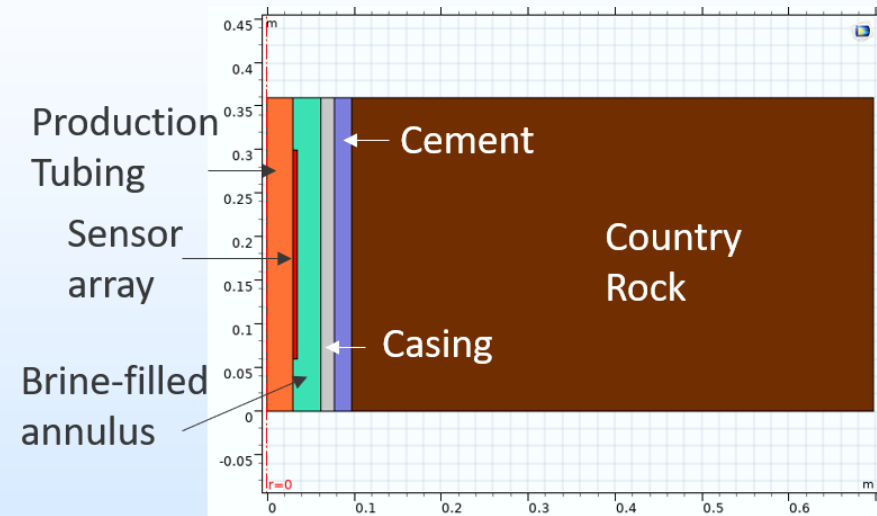 0.45
m
0.4
0.35
Production
Tubing
Cement
0.3
0.25
Sensor
array
0.2
Country
Rock
0.15
0.1
Casing
Brine-filled
annulus
0.05
0
-0.05
r=0
m
0 0.1 0.2 0.3 0.4 0.5 0.6